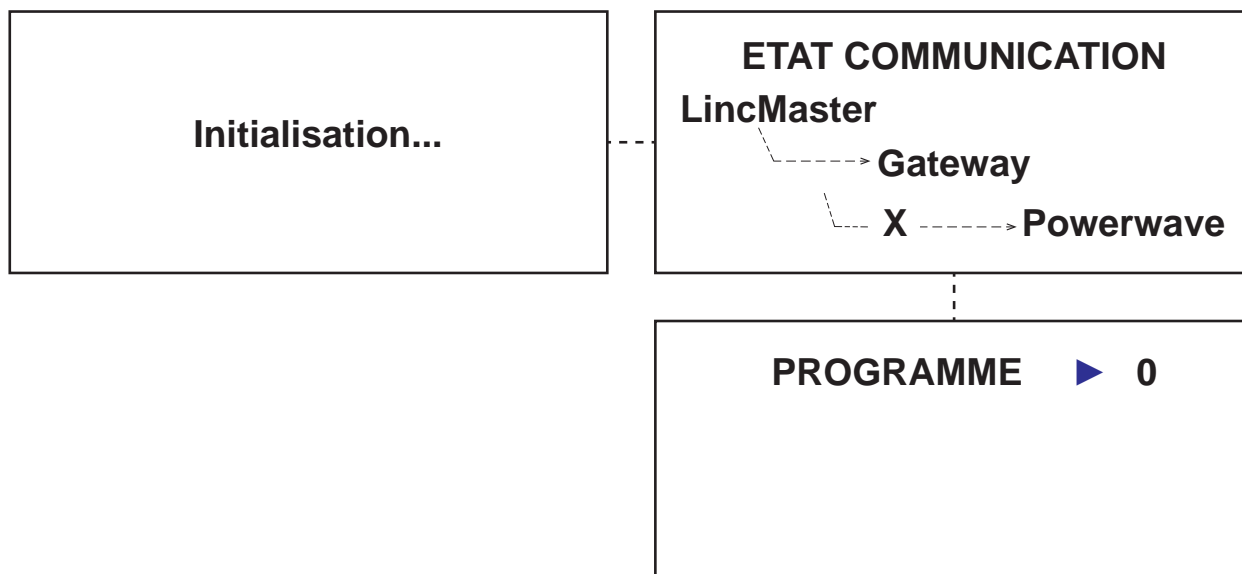 Initialisation...
ETAT COMMUNICATION
LincMaster
Gateway
X Powerwave
PROGRAMME ► 0